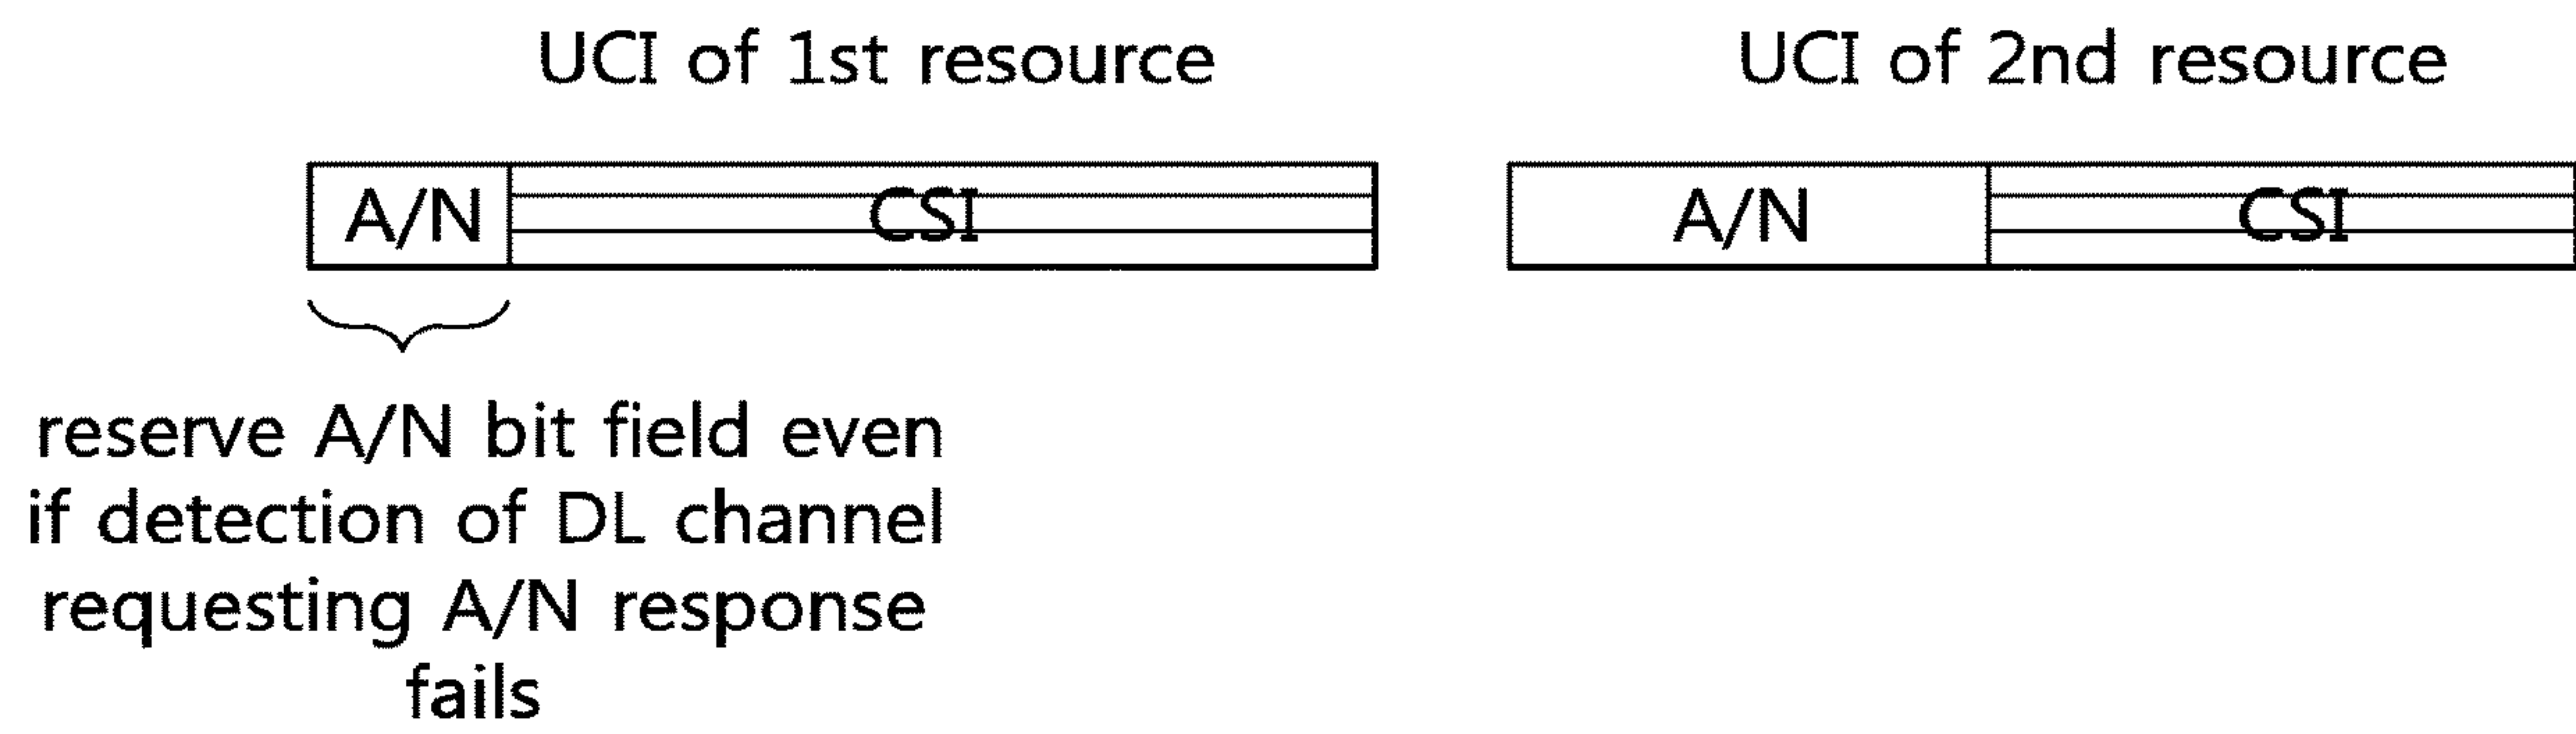 UCI of 1st resource
UCI of 2nd resource
A/N
CSI
A/N
CSI
reserve A/N bit field even
if detection of DL channel
requesting A/N response
fails